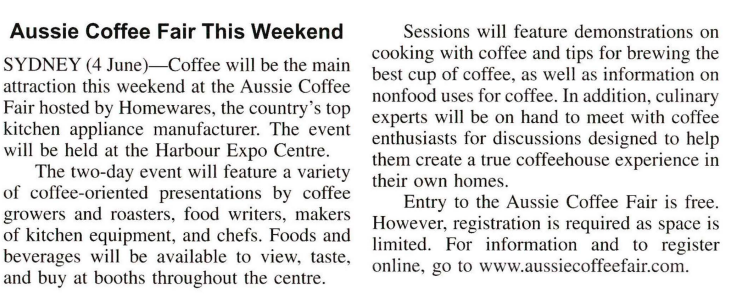 Aussie Coffee Fair This Weekend
SYDNEY (4 June)—Coffee will be the main
attraction this weekend at the Aussie Coffee
Fair hosted by Homewares, the country's top
kitchen appliance manufacturer. The event
will be held at the Harbour Expo Centre.
The two-day event will feature a variety
of coffee-oriented presentations by coffee
growers and roasters, food writers, makers
of kitchen equipment, and chefs. Foods and
beverages will be available to view, taste,
and buy at booths throughout the centre.
Sessions will feature demonstrations on
cooking with coffee and tips for brewing the
best cup of coffee, as well as information on
nonfood uses for coffee. In addition, culinary
experts will be on hand to meet with coffee
enthusiasts for discussions designed to help
them create a true coffeehouse experience in
their own homes.
Entry to the Aussie Coffee Fair is free.
However, registration is required as space is
limited. For information and to register
online, go to www.aussiecoffeefair.com.